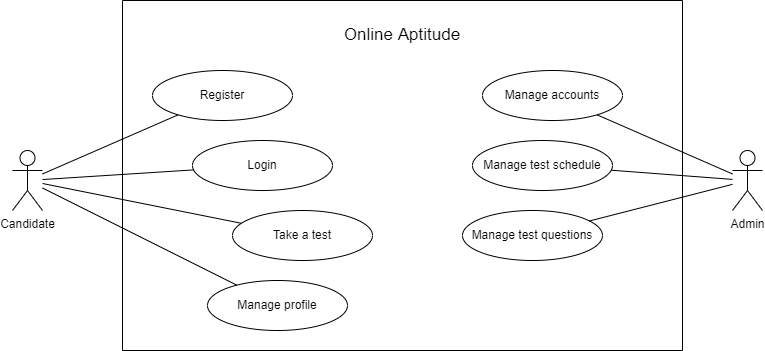 Online Aptitude
Register
Manage accounts
Login
Manage test schedule
Candidate
Admin
Take a test
Manage test questions
Manage profile